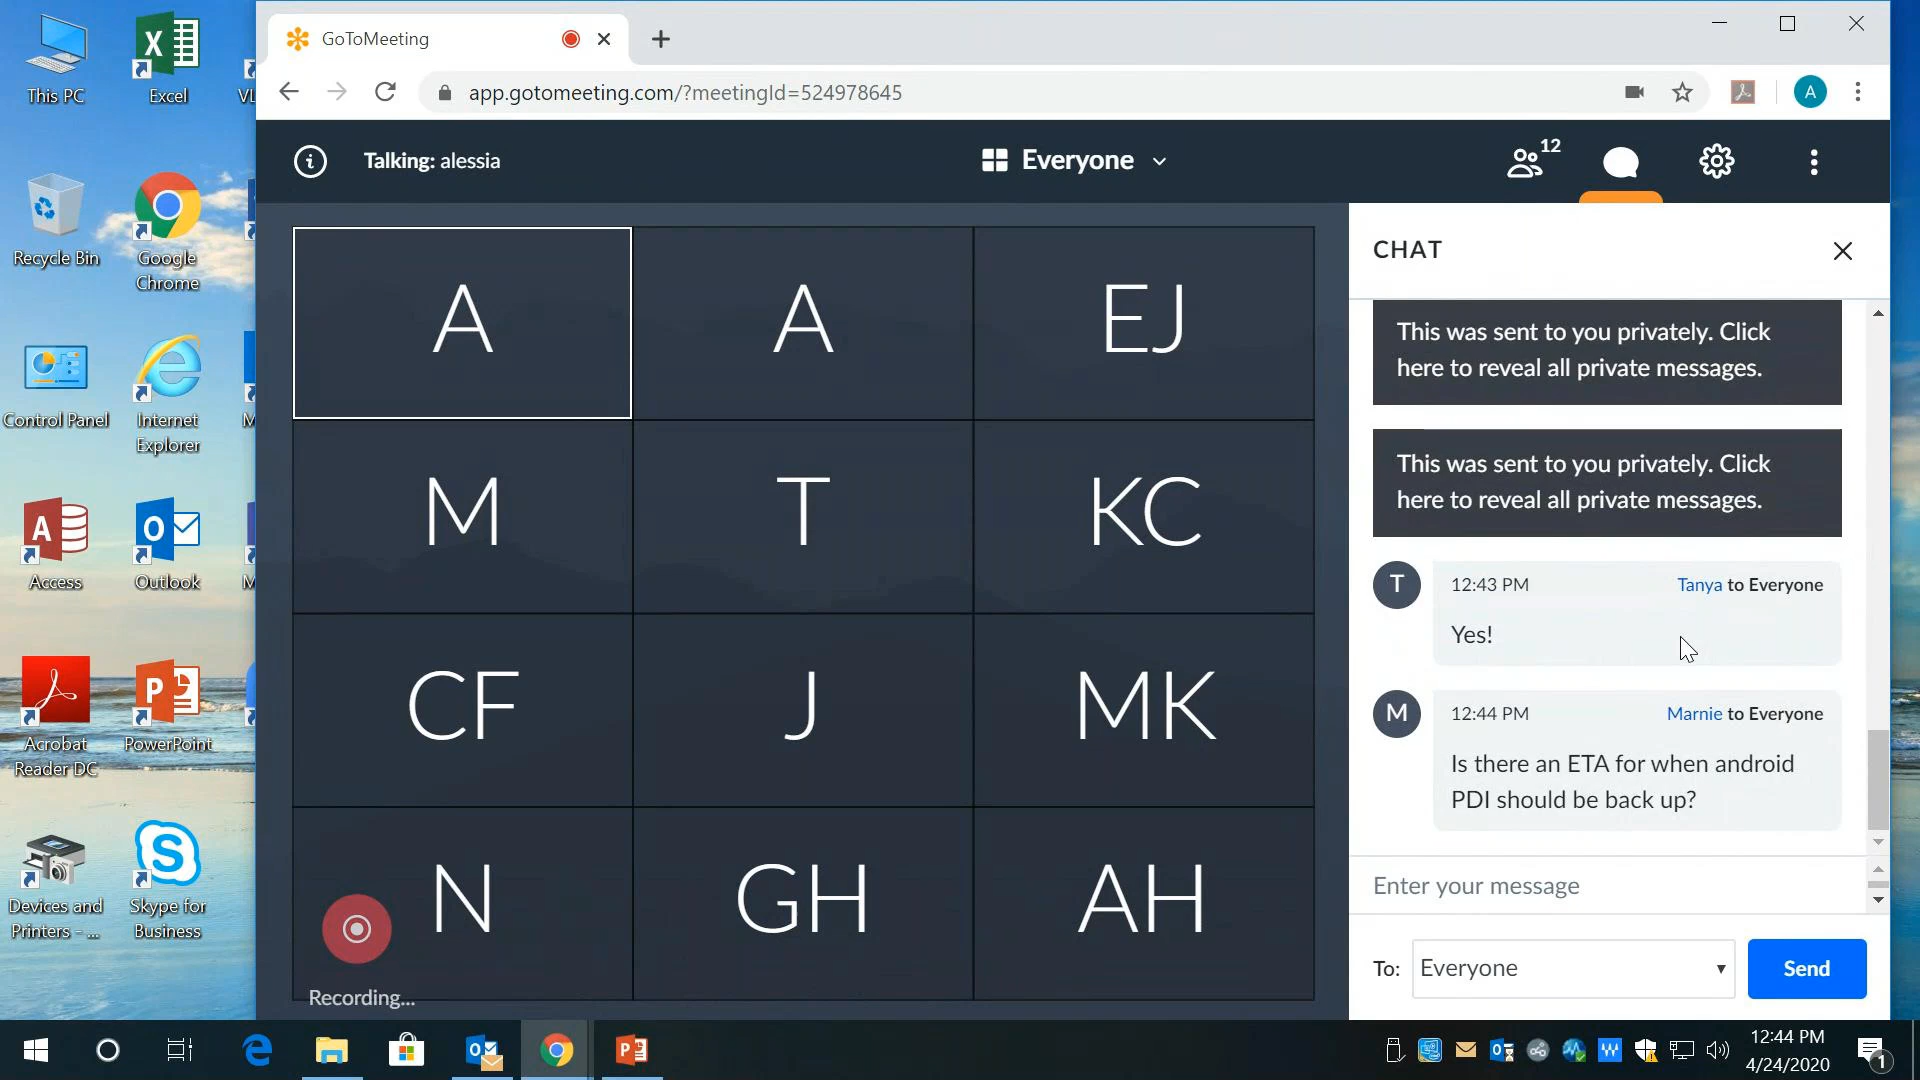 This PC
Excel
VL
Recycle Bin
Google
Chrome
Control Panel
Internet
Explorer
M
Access
Outlook
M
Acrobat
Reader DC
PowerPoint
Devices and
Printers - ...
Skype for
Business
GoToMeeting
app.gotomeeting.com/?meetingId=524978645
A
Talking: alessia
Everyone
12
A
A
EJ
M
T
KC
CF
J
MK
N
GH
AH
Recording...
CHAT
This was sent to you privately. Click
here to reveal all private messages.
This was sent to you privately. Click
here to reveal all private messages.
T
12:43 PM
Tanya to Everyone
Yes!
M
12:44 PM
Marnie to Everyone
Is there an ETA for when android
PDI should be back up?
Enter your message
To:
Everyone
Send
12:44 PM
4/24/2020
1